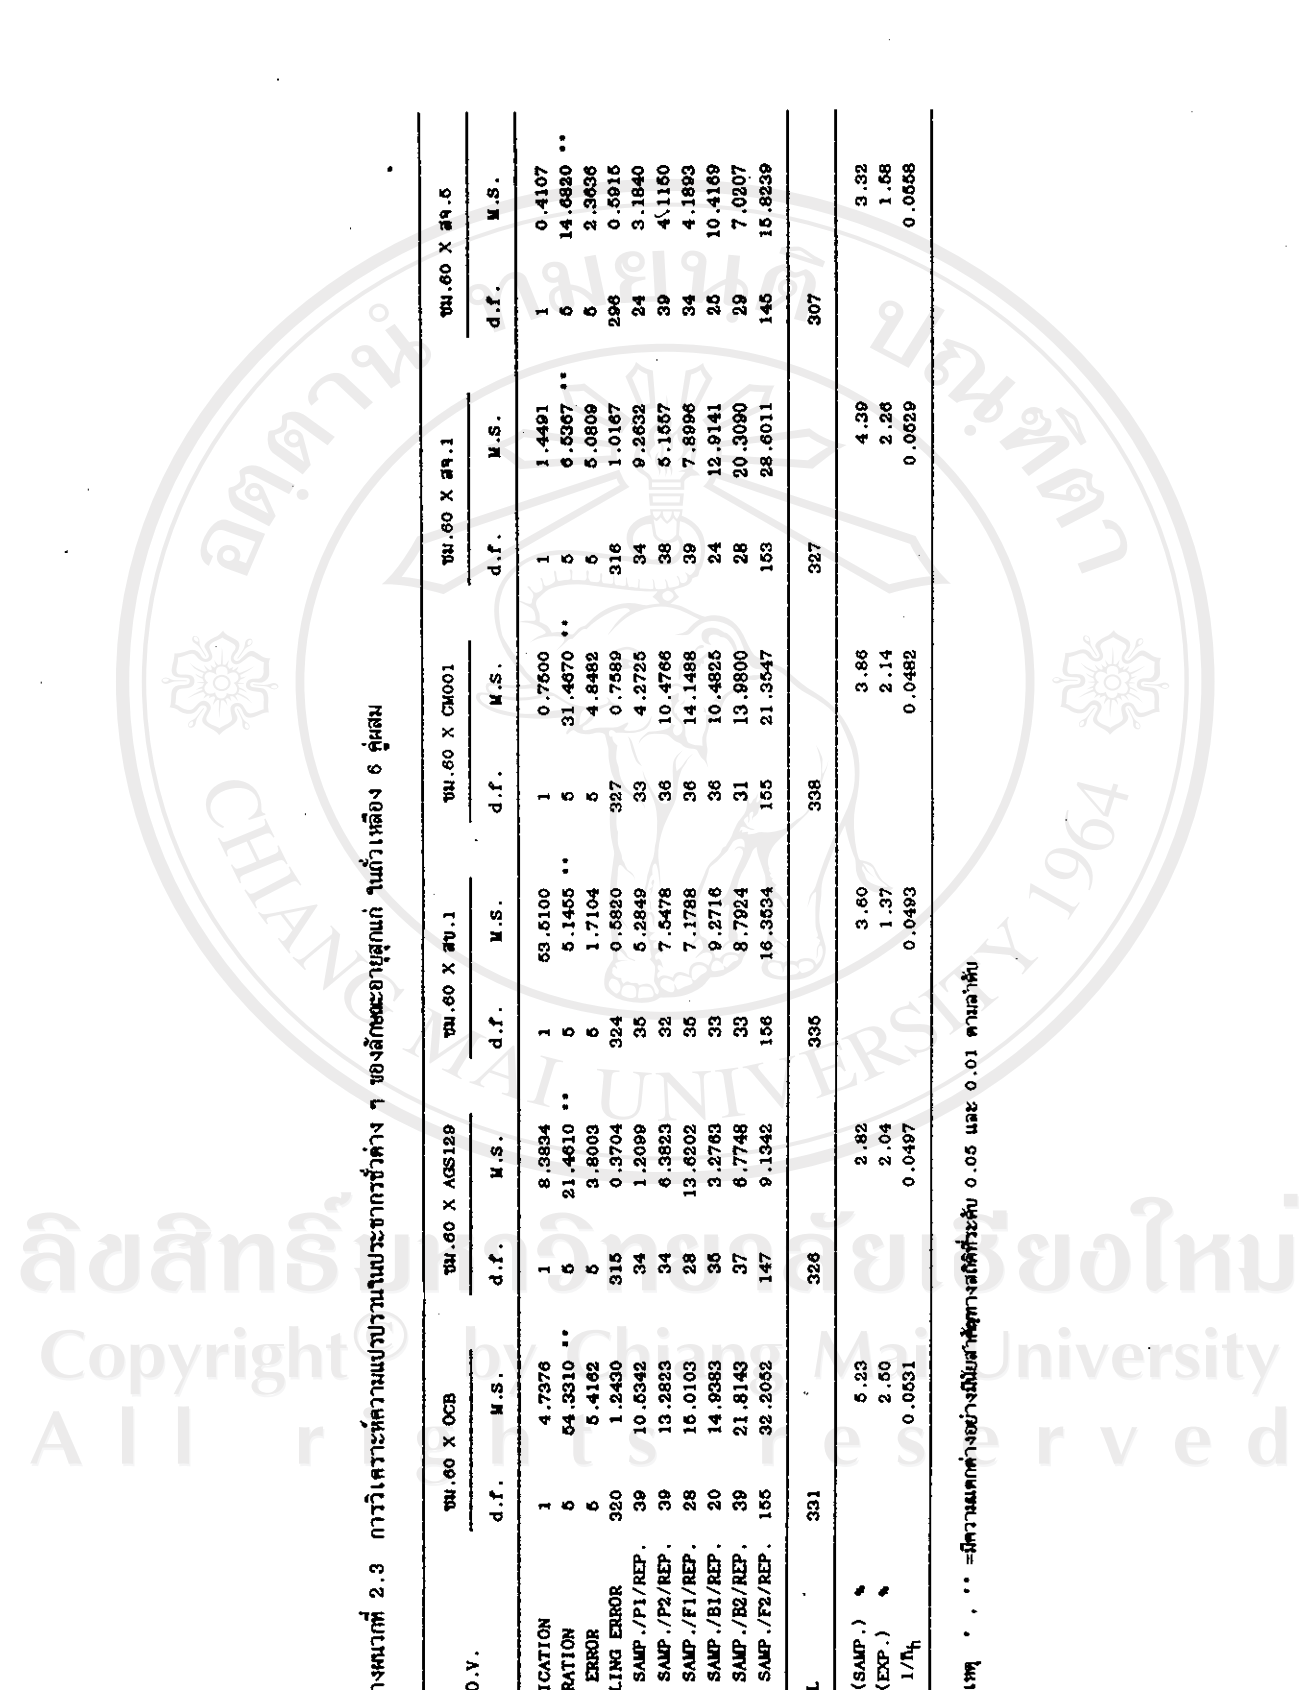 างผนวกที่ 2.3 การวิเคราะห์ความแปรปรวนในประชากรชั่วต่าง ๆ ของลักษณะอายุสุกแก่ ในถั่วเหลือง 6 คู่ผสม
ชม.60 X OCB ชม.60 X AGS129 ชม.60 X สข.1 ชม.60 X CM001 ชม.60 X สจ.1 ชม.60 X สจ.5
O.V. d.f. M.S. d.f. M.S. d.f. M.S. d.f. M.S. d.f. M.S. d.f. M.S.
ICATION 1 4.7376 1 8.3834 1 53.5100 1 0.7500 1 1.4491 1 0.4107
RATION 5 54.3310 ** 5 21.4610 ** 5 5.1455 ** 5 31.4670 ** 5 6.5367 ** 5 14.6820 **
ERROR 5 5.4162 5 3.8003 5 1.7104 5 4.8482 5 5.0809 5 2.3636
LING ERROR 320 1.2430 315 0.3704 324 0.5820 327 0.7589 316 1.0167 296 0.5915
SAMP./P1/REP. 39 10.5342 34 1.2099 35 5.2849 33 4.2725 34 9.2632 24 3.1840
SAMP./P2/REP. 39 13.2823 34 6.3823 32 7.5478 36 10.4766 38 5.1557 39 4\1150
SAMP./F1/REP. 28 15.0103 28 13.6202 35 7.1788 36 14.1488 39 7.8996 34 4.1893
SAMP./B1/REP. 20 14.9383 35 3.2763 33 9.2716 36 10.4825 24 12.9141 25 10.4169
SAMP./B2/REP. 39 21.8143 37 6.7748 33 8.7924 31 13.9800 28 20.3090 29 7.0207
SAMP./F2/REP. 155 32.2052 147 9.1342 156 16.3534 155 21.3547 153 28.6011 145 15.8239
L 331 326 335 338 327 307
(SAMP.) % 5.23 2.82 3.60 3.86 4.39 3.32
(EXP.) % 2.50 2.04 1.37 2.14 2.26 1.58
1/nh 0.0531 0.0497 0.0493 0.0482 0.0529 0.0558
เหตุ * , ** =มีความแตกต่างอย่างมีนัยสำคัญทางสถิติที่ระดับ 0.05 และ 0.01 ตามลำดับ
CHIANG MAI UNIVERSITY 1964
ลิขสิทธิ์มหาวิทยาลัยเชียงใหม่
Copyright© by Chiang Mai University
All rights reserved